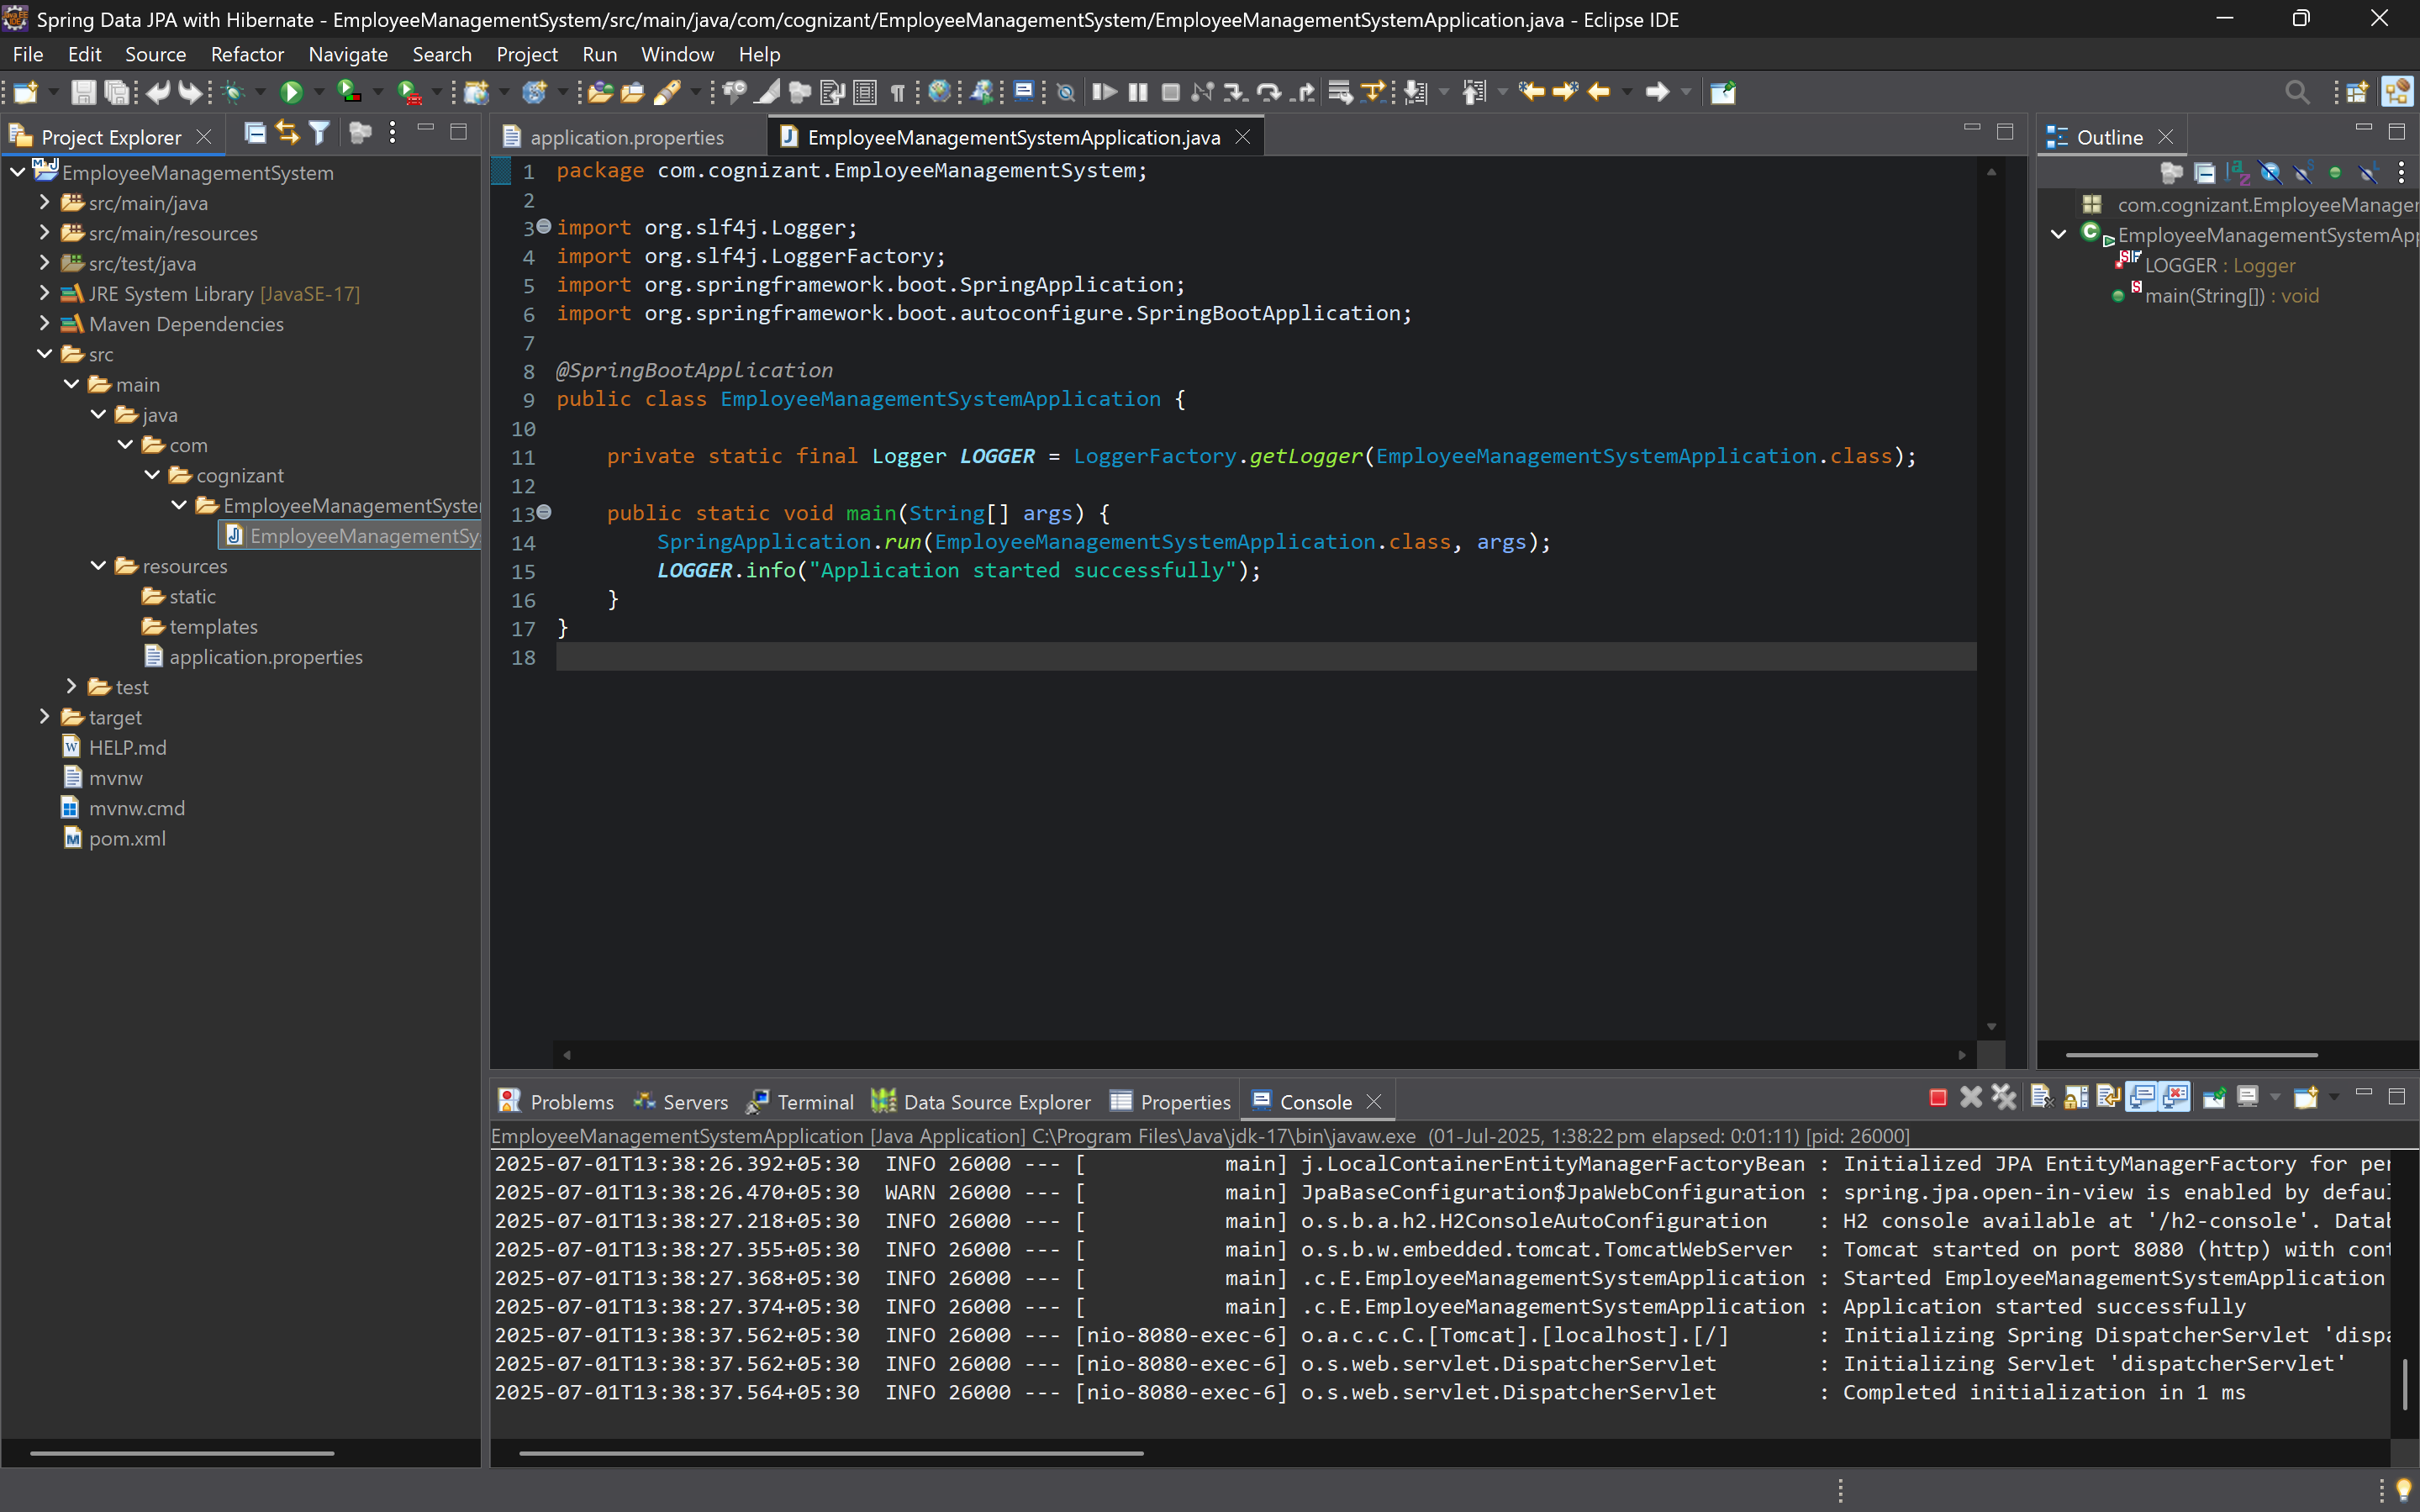 Spring Data JPA with Hibernate - EmployeeManagementSystem/src/main/java/com/cognizant/EmployeeManagementSystem/EmployeeManagementSystemApplication.java - Eclipse IDE
File Edit Source Refactor Navigate Search Project Run Window Help
Project Explorer
EmployeeManagementSystem
src/main/java
src/main/resources
src/test/java
JRE System Library [JavaSE-17]
Maven Dependencies
src
main
java
com
cognizant
EmployeeManagementSyste
EmployeeManagementSy
resources
static
templates
application.properties
test
target
HELP.md
mvnw
mvnw.cmd
pom.xml
application.properties
EmployeeManagementSystemApplication.java
1 package com.cognizant.EmployeeManagementSystem;
2
3 import org.slf4j.Logger;
4 import org.slf4j.LoggerFactory;
5 import org.springframework.boot.SpringApplication;
6 import org.springframework.boot.autoconfigure.SpringBootApplication;
7
8 @SpringBootApplication
9 public class EmployeeManagementSystemApplication {
10
11 private static final Logger LOGGER = LoggerFactory.getLogger(EmployeeManagementSystemApplication.class);
12
13 public static void main(String[] args) {
14 SpringApplication.run(EmployeeManagementSystemApplication.class, args);
15 LOGGER.info("Application started successfully");
16 }
17 }
18
Outline
com.cognizant.EmployeeManager
EmployeeManagementSystemApp
LOGGER : Logger
main(String[]) : void
Problems Servers Terminal Data Source Explorer Properties Console
EmployeeManagementSystemApplication [Java Application] C:\Program Files\Java\jdk-17\bin\javaw.exe (01-Jul-2025, 1:38:22 pm elapsed: 0:01:11) [pid: 26000]
2025-07-01T13:38:26.392+05:30 INFO 26000 --- [ main] j.LocalContainerEntityManagerFactoryBean : Initialized JPA EntityManagerFactory for per
2025-07-01T13:38:26.470+05:30 WARN 26000 --- [ main] JpaBaseConfiguration$JpaWebConfiguration : spring.jpa.open-in-view is enabled by defaul
2025-07-01T13:38:27.218+05:30 INFO 26000 --- [ main] o.s.b.a.h2.H2ConsoleAutoConfiguration : H2 console available at '/h2-console'. Datab
2025-07-01T13:38:27.355+05:30 INFO 26000 --- [ main] o.s.b.w.embedded.tomcat.TomcatWebServer : Tomcat started on port 8080 (http) with cont
2025-07-01T13:38:27.368+05:30 INFO 26000 --- [ main] .c.E.EmployeeManagementSystemApplication : Started EmployeeManagementSystemApplication
2025-07-01T13:38:27.374+05:30 INFO 26000 --- [ main] .c.E.EmployeeManagementSystemApplication : Application started successfully
2025-07-01T13:38:37.562+05:30 INFO 26000 --- [nio-8080-exec-6] o.a.c.c.C.[Tomcat].[localhost].[/] : Initializing Spring DispatcherServlet 'dispa
2025-07-01T13:38:37.562+05:30 INFO 26000 --- [nio-8080-exec-6] o.s.web.servlet.DispatcherServlet : Initializing Servlet 'dispatcherServlet'
2025-07-01T13:38:37.564+05:30 INFO 26000 --- [nio-8080-exec-6] o.s.web.servlet.DispatcherServlet : Completed initialization in 1 ms